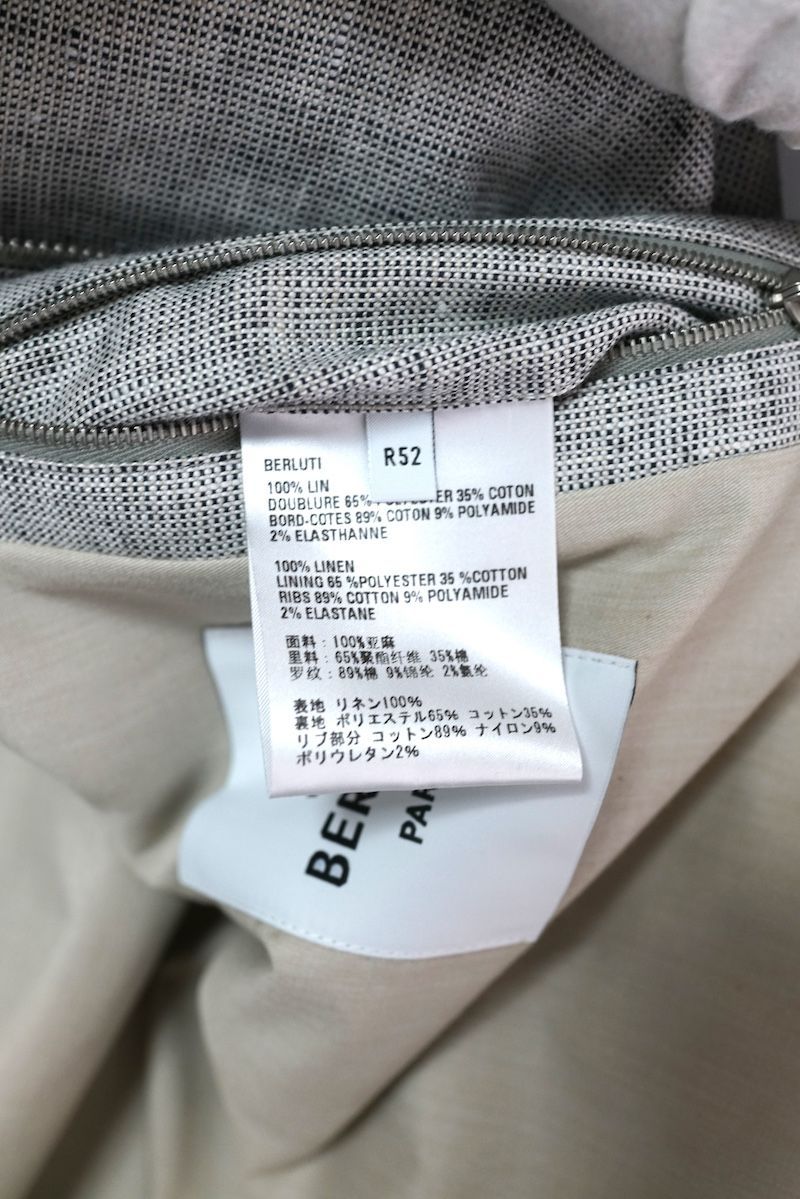 BERLUTI
R52
100% LIN
DOUBLURE 65% POLYESTER 35% COTON
BORD-COTES 89% COTON 9% POLYAMIDE
2% ELASTHANNE
100% LINEN
LINING 65 %POLYESTER 35 %COTTON
RIBS 89% COTTON 9% POLYAMIDE
2% ELASTANE
面料：100%亚麻
里料：65%聚酯纤维 35%棉
罗纹：89%棉 9%锦纶 2%氨纶
表地 リネン100%
裏地 ポリエステル65% コットン35%
リブ部分 コットン89% ナイロン9%
ポリウレタン2%
BER
PAR